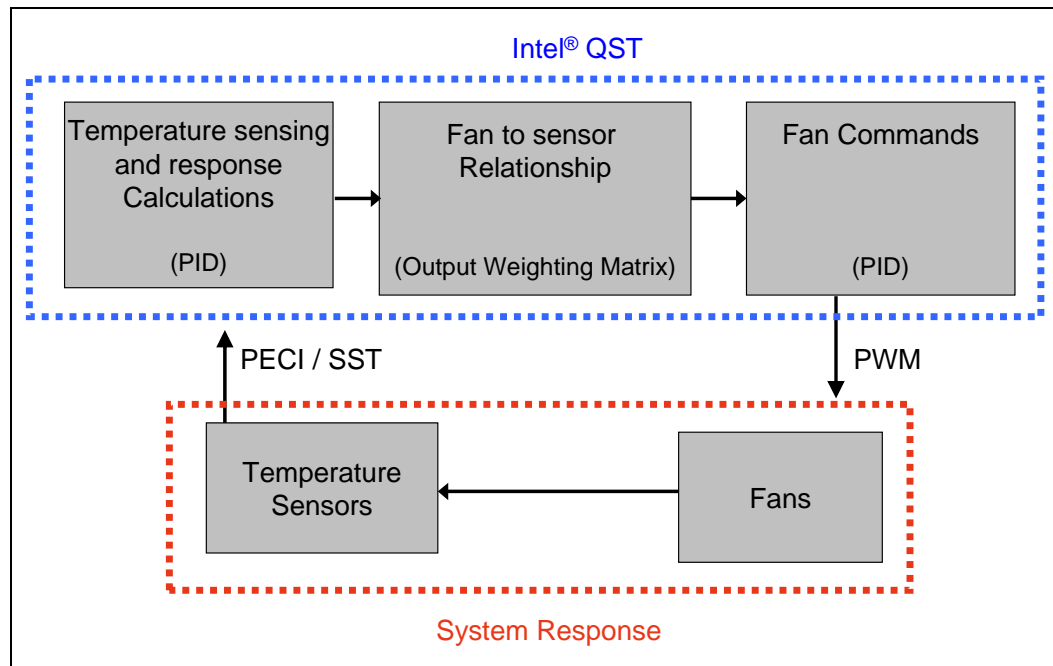 Intel® QST
Temperature sensing
and response
Calculations
(PID)
Fan to sensor
Relationship
(Output Weighting Matrix)
Fan Commands
(PID)
PECI / SST
PWM
Temperature
Sensors
Fans
System Response